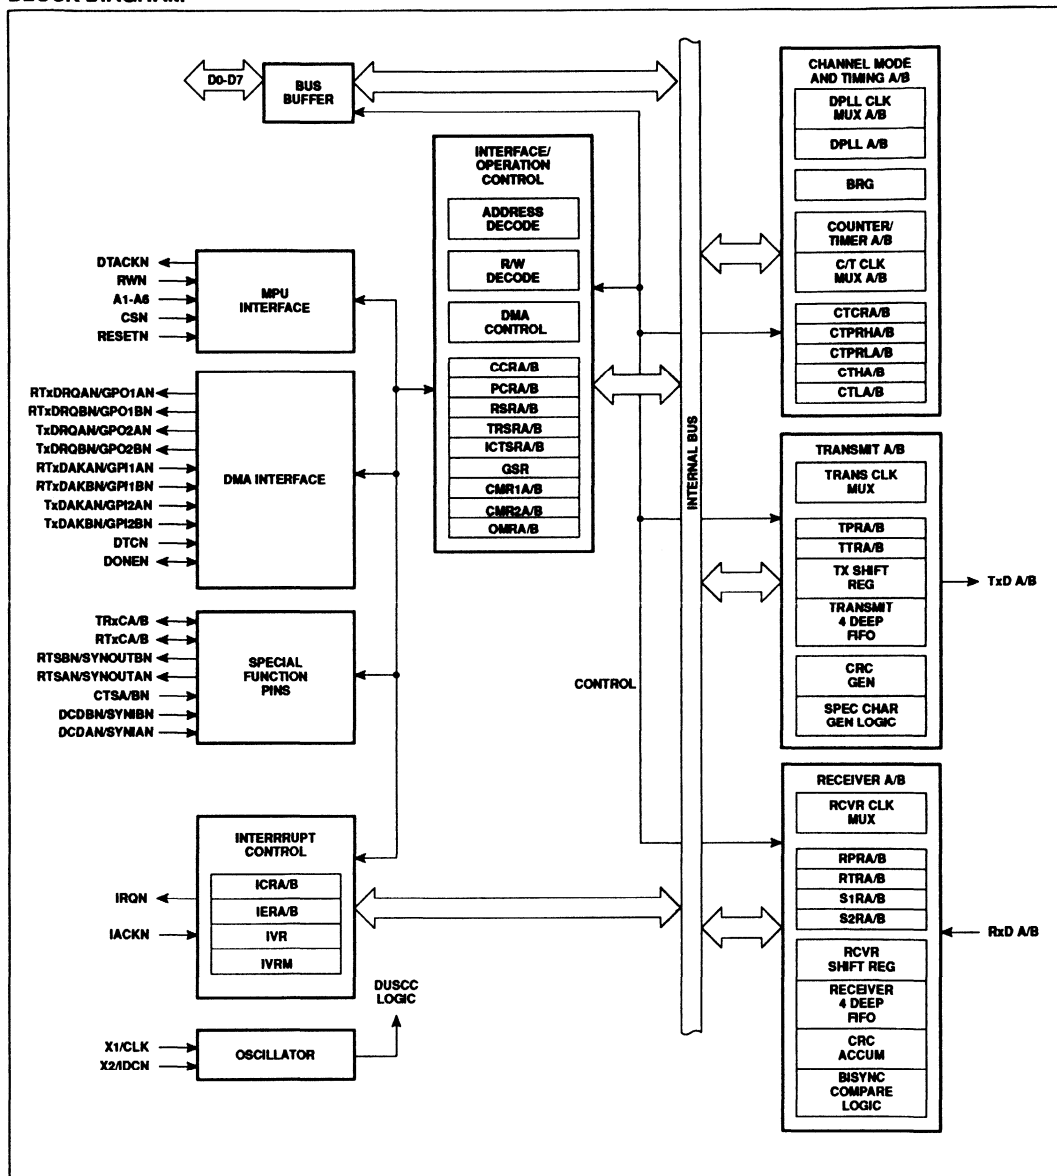 BLOCK DIAGRAM
D0-D7
BUS
BUFFER
INTERFACE/
OPERATION
CONTROL
ADDRESS
DECODE
R/W
DECODE
DMA
CONTROL
CCRA/B
PCRA/B
RSRA/B
TRSRA/B
ICTSRA/B
GSR
CMR1A/B
CMR2A/B
OMRA/B
DTACKN
RWN
A1-A6
CSN
RESETN
MPU
INTERFACE
RTxDRQAN/GPO1AN
RTxDRQBN/GPO1BN
TxDRQAN/GPO2AN
TxDRQBN/GPO2BN
RTxDAKAN/GPI1AN
RTxDAKBN/GPI1BN
TxDAKAN/GPI2AN
TxDAKBN/GPI2BN
DTCN
DONEN
DMA INTERFACE
TRxCA/B
RTxCA/B
RTSBN/SYNOUTBN
RTSAN/SYNOUTAN
CTSA/BN
DCDBN/SYNIBN
DCDAN/SYNIAN
SPECIAL
FUNCTION
PINS
INTERRRUPT
CONTROL
ICRA/B
IERA/B
IVR
IVRM
IRQN
IACKN
DUSCC
LOGIC
X1/CLK
X2/IDCN
OSCILLATOR
CONTROL
INTERNAL BUS
CHANNEL MODE
AND TIMING A/B
DPLL CLK
MUX A/B
DPLL A/B
BRG
COUNTER/
TIMER A/B
C/T CLK
MUX A/B
CTCRA/B
CTPRHA/B
CTPRLA/B
CTHA/B
CTLA/B
TRANSMIT A/B
TRANS CLK
MUX
TPRA/B
TTRA/B
TX SHIFT
REG
TRANSMIT
4 DEEP
FIFO
CRC
GEN
SPEC CHAR
GEN LOGIC
TxD A/B
RECEIVER A/B
RCVR CLK
MUX
RPRA/B
RTRA/B
S1RA/B
S2RA/B
RCVR
SHIFT REG
RECEIVER
4 DEEP
FIFO
CRC
ACCUM
BISYNC
COMPARE
LOGIC
RxD A/B